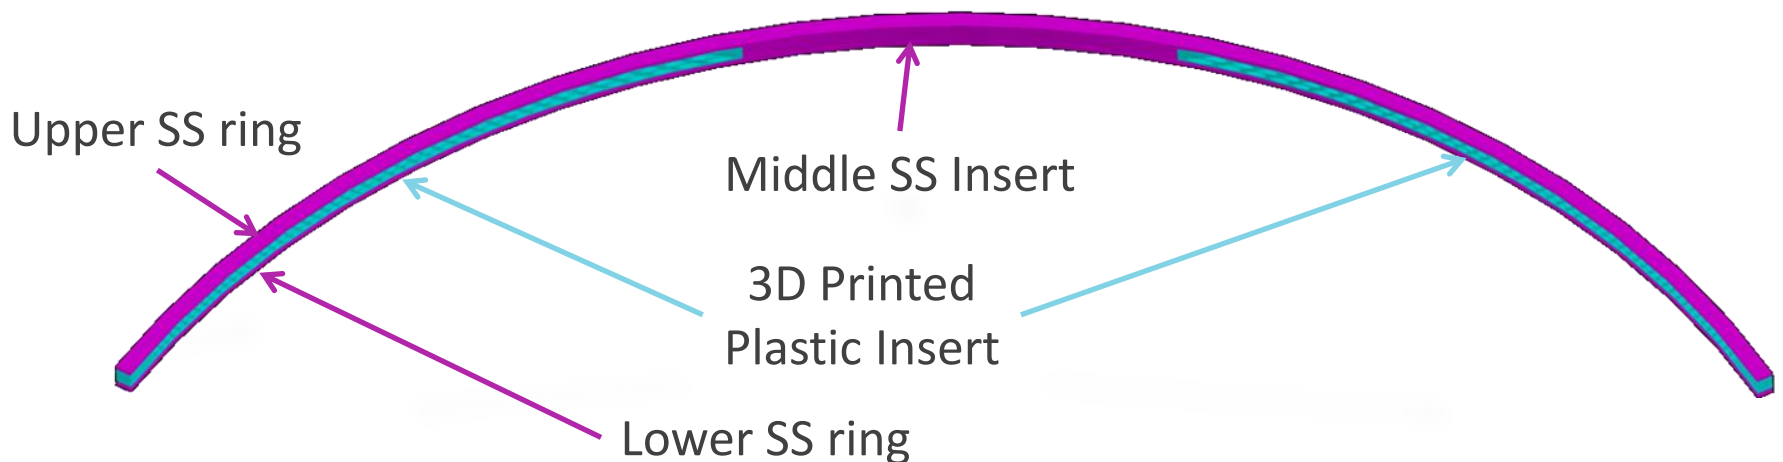 Upper SS ring
Middle SS Insert
3D Printed
Plastic Insert
Lower SS ring